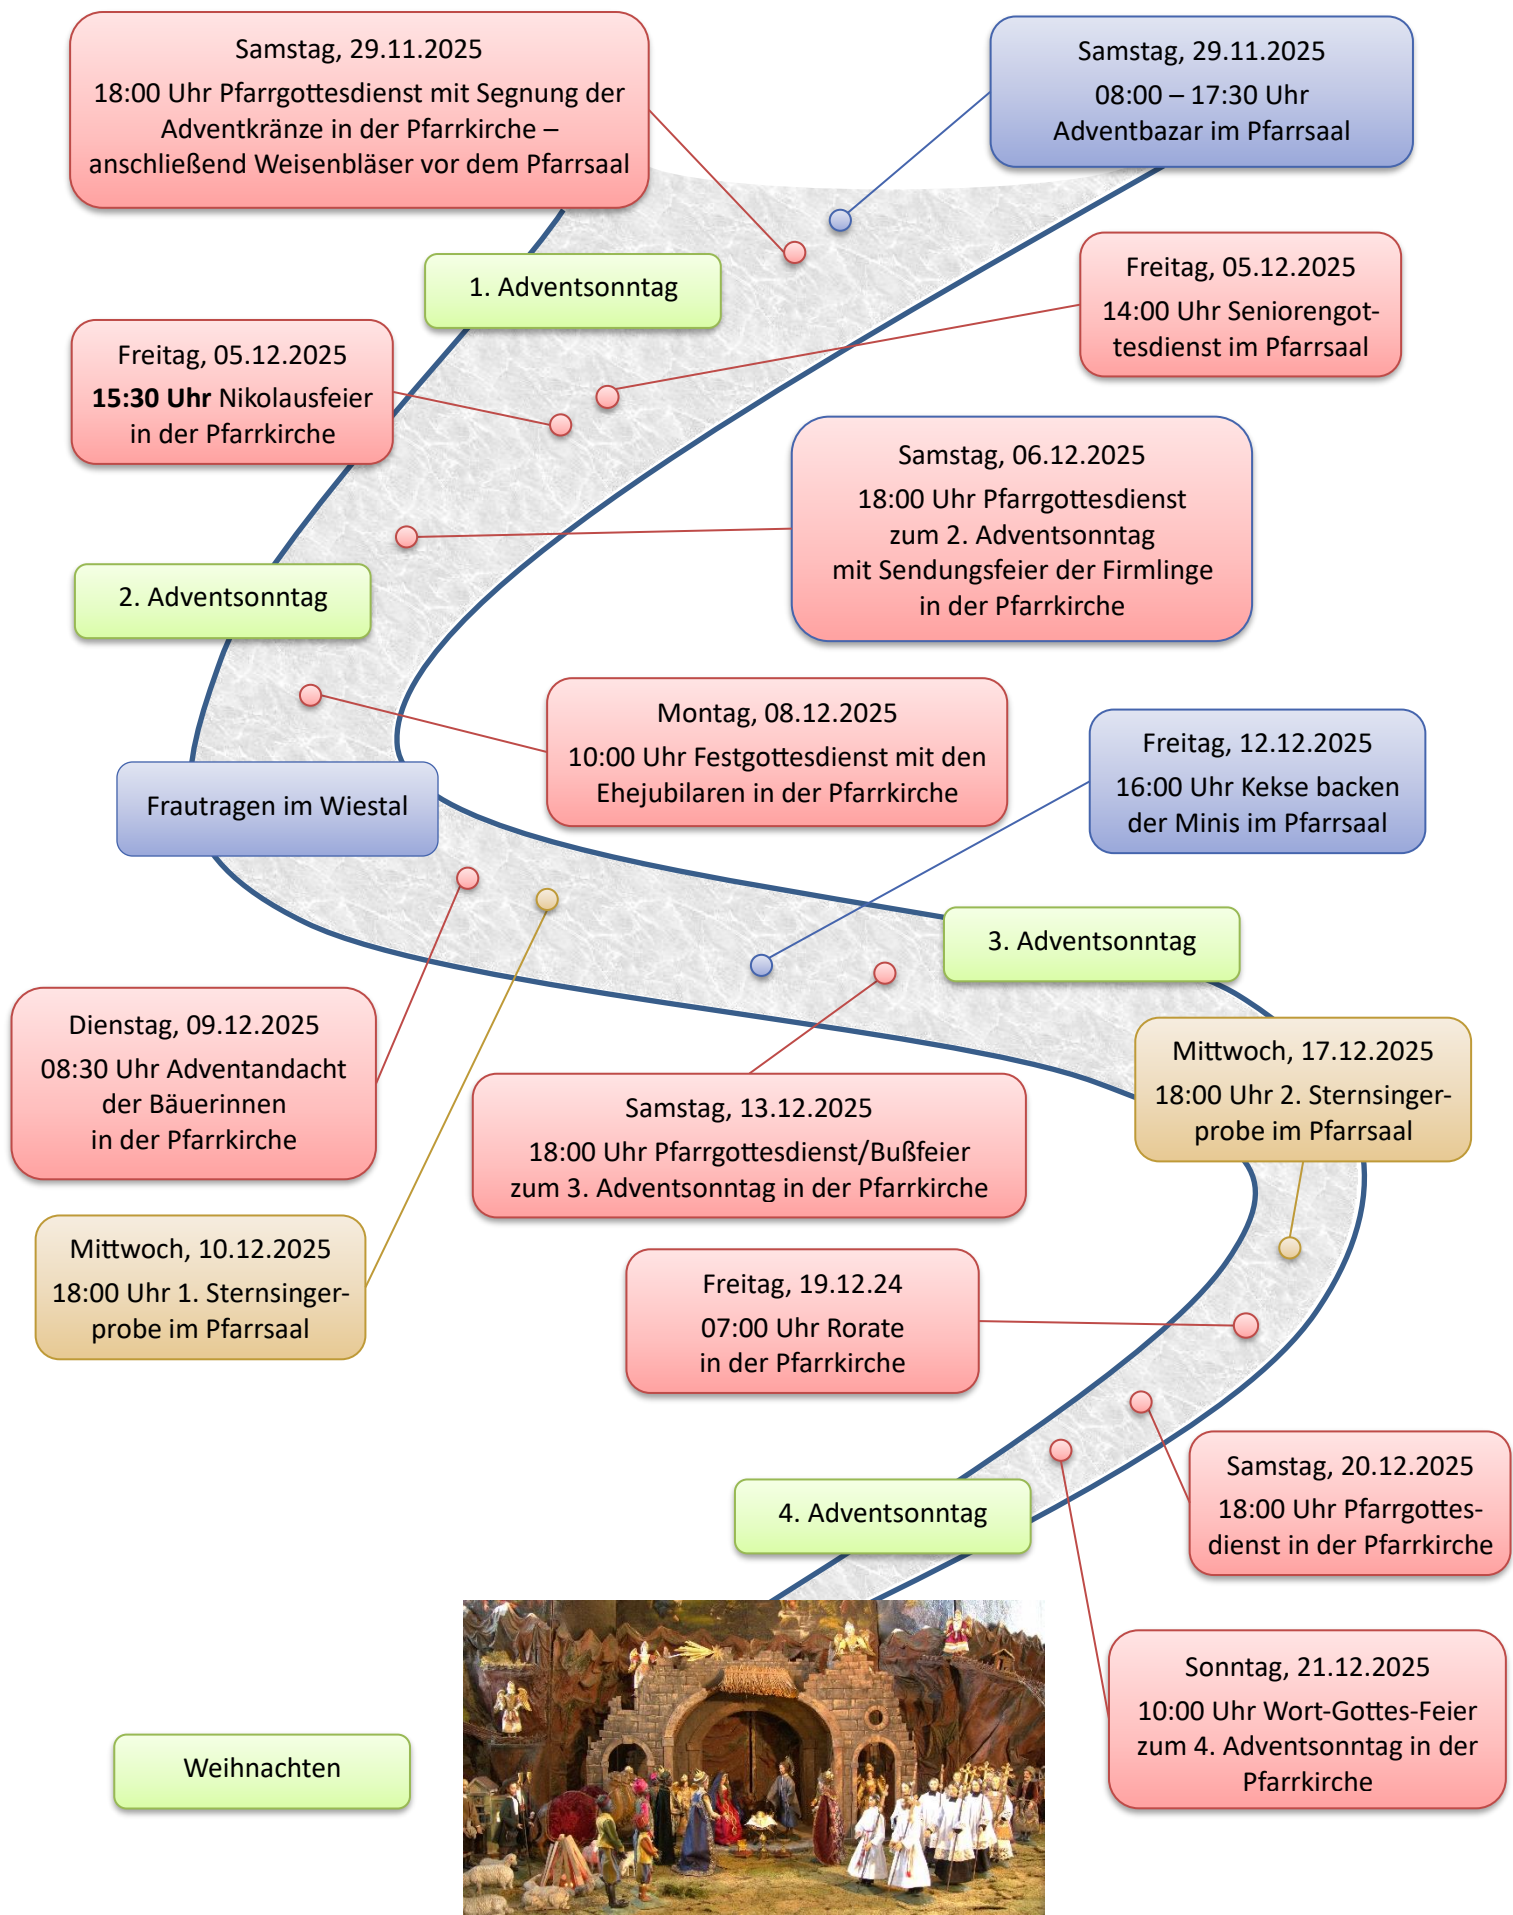 Samstag, 29.11.2025
18:00 Uhr Pfarrgottesdienst mit Segnung der
Adventkränze in der Pfarrkirche –
anschließend Weisenbläser vor dem Pfarrsaal
Samstag, 29.11.2025
08:00 – 17:30 Uhr
Adventbazar im Pfarrsaal
1. Adventsonntag
Freitag, 05.12.2025
14:00 Uhr Seniorengot-
tesdienst im Pfarrsaal
Freitag, 05.12.2025
15:30 Uhr Nikolausfeier
in der Pfarrkirche
Samstag, 06.12.2025
18:00 Uhr Pfarrgottesdienst
zum 2. Adventsonntag
mit Sendungsfeier der Firmlinge
in der Pfarrkirche
2. Adventsonntag
Montag, 08.12.2025
10:00 Uhr Festgottesdienst mit den
Ehejubilaren in der Pfarrkirche
Freitag, 12.12.2025
16:00 Uhr Kekse backen
der Minis im Pfarrsaal
Frautragen im Wiestal
3. Adventsonntag
Dienstag, 09.12.2025
08:30 Uhr Adventandacht
der Bäuerinnen
in der Pfarrkirche
Samstag, 13.12.2025
18:00 Uhr Pfarrgottesdienst/Bußfeier
zum 3. Adventsonntag in der Pfarrkirche
Mittwoch, 17.12.2025
18:00 Uhr 2. Sternsinger-
probe im Pfarrsaal
Mittwoch, 10.12.2025
18:00 Uhr 1. Sternsinger-
probe im Pfarrsaal
Freitag, 19.12.24
07:00 Uhr Rorate
in der Pfarrkirche
Samstag, 20.12.2025
18:00 Uhr Pfarrgottes-
dienst in der Pfarrkirche
4. Adventsonntag
Sonntag, 21.12.2025
10:00 Uhr Wort-Gottes-Feier
zum 4. Adventsonntag in der
Pfarrkirche
Weihnachten